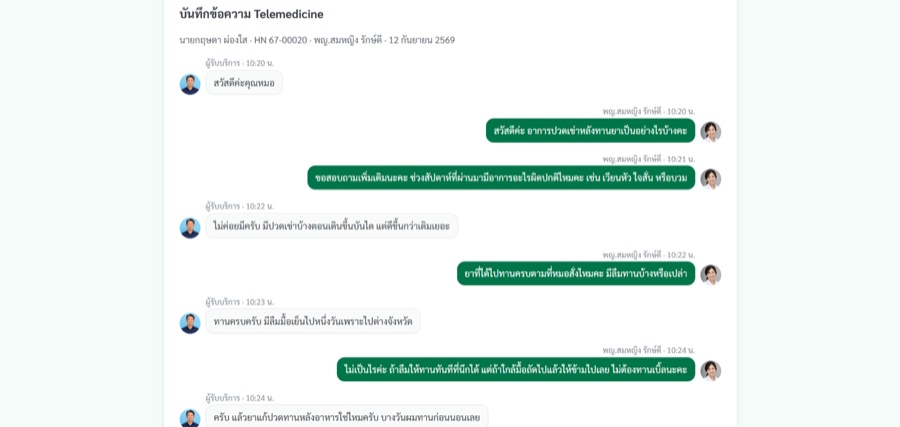 บันทึกข้อความ Telemedicine
นายกฤษดา ผ่องใส · HN 67-00020 · พญ.สมหญิง รักษ์ดี · 12 กันยายน 2569
ผู้รับบริการ · 10:20 น.
สวัสดีค่ะคุณหมอ
พญ.สมหญิง รักษ์ดี · 10:20 น.
สวัสดีค่ะ อาการปวดเข่าหลังทานยาเป็นอย่างไรบ้างคะ
พญ.สมหญิง รักษ์ดี · 10:21 น.
ขอสอบถามเพิ่มเติมนะคะ ช่วงสัปดาห์ที่ผ่านมามีอาการอะไรผิดปกติไหมคะ เช่น เวียนหัว ใจสั่น หรือบวม
ผู้รับบริการ · 10:22 น.
ไม่ค่อยมีครับ มีปวดเข่าบ้างตอนเดินขึ้นบันได แต่ดีขึ้นกว่าเดิมเยอะ
พญ.สมหญิง รักษ์ดี · 10:22 น.
ยาที่ได้ไปทานครบตามที่หมอสั่งไหมคะ มีลืมทานบ้างหรือเปล่า
ผู้รับบริการ · 10:23 น.
ทานครบครับ มีลืมมื้อเย็นไปหนึ่งวันเพราะไปต่างจังหวัด
พญ.สมหญิง รักษ์ดี · 10:24 น.
ไม่เป็นไรค่ะ ถ้าลืมให้ทานทันทีที่นึกได้ แต่ถ้าใกล้มื้อถัดไปแล้วให้ข้ามไปเลย ไม่ต้องทานเบิ้ลนะคะ
ผู้รับบริการ · 10:24 น.
ครับ แล้วยาแก้ปวดทานหลังอาหารใช่ไหมครับ บางวันผมทานก่อนนอนเลย